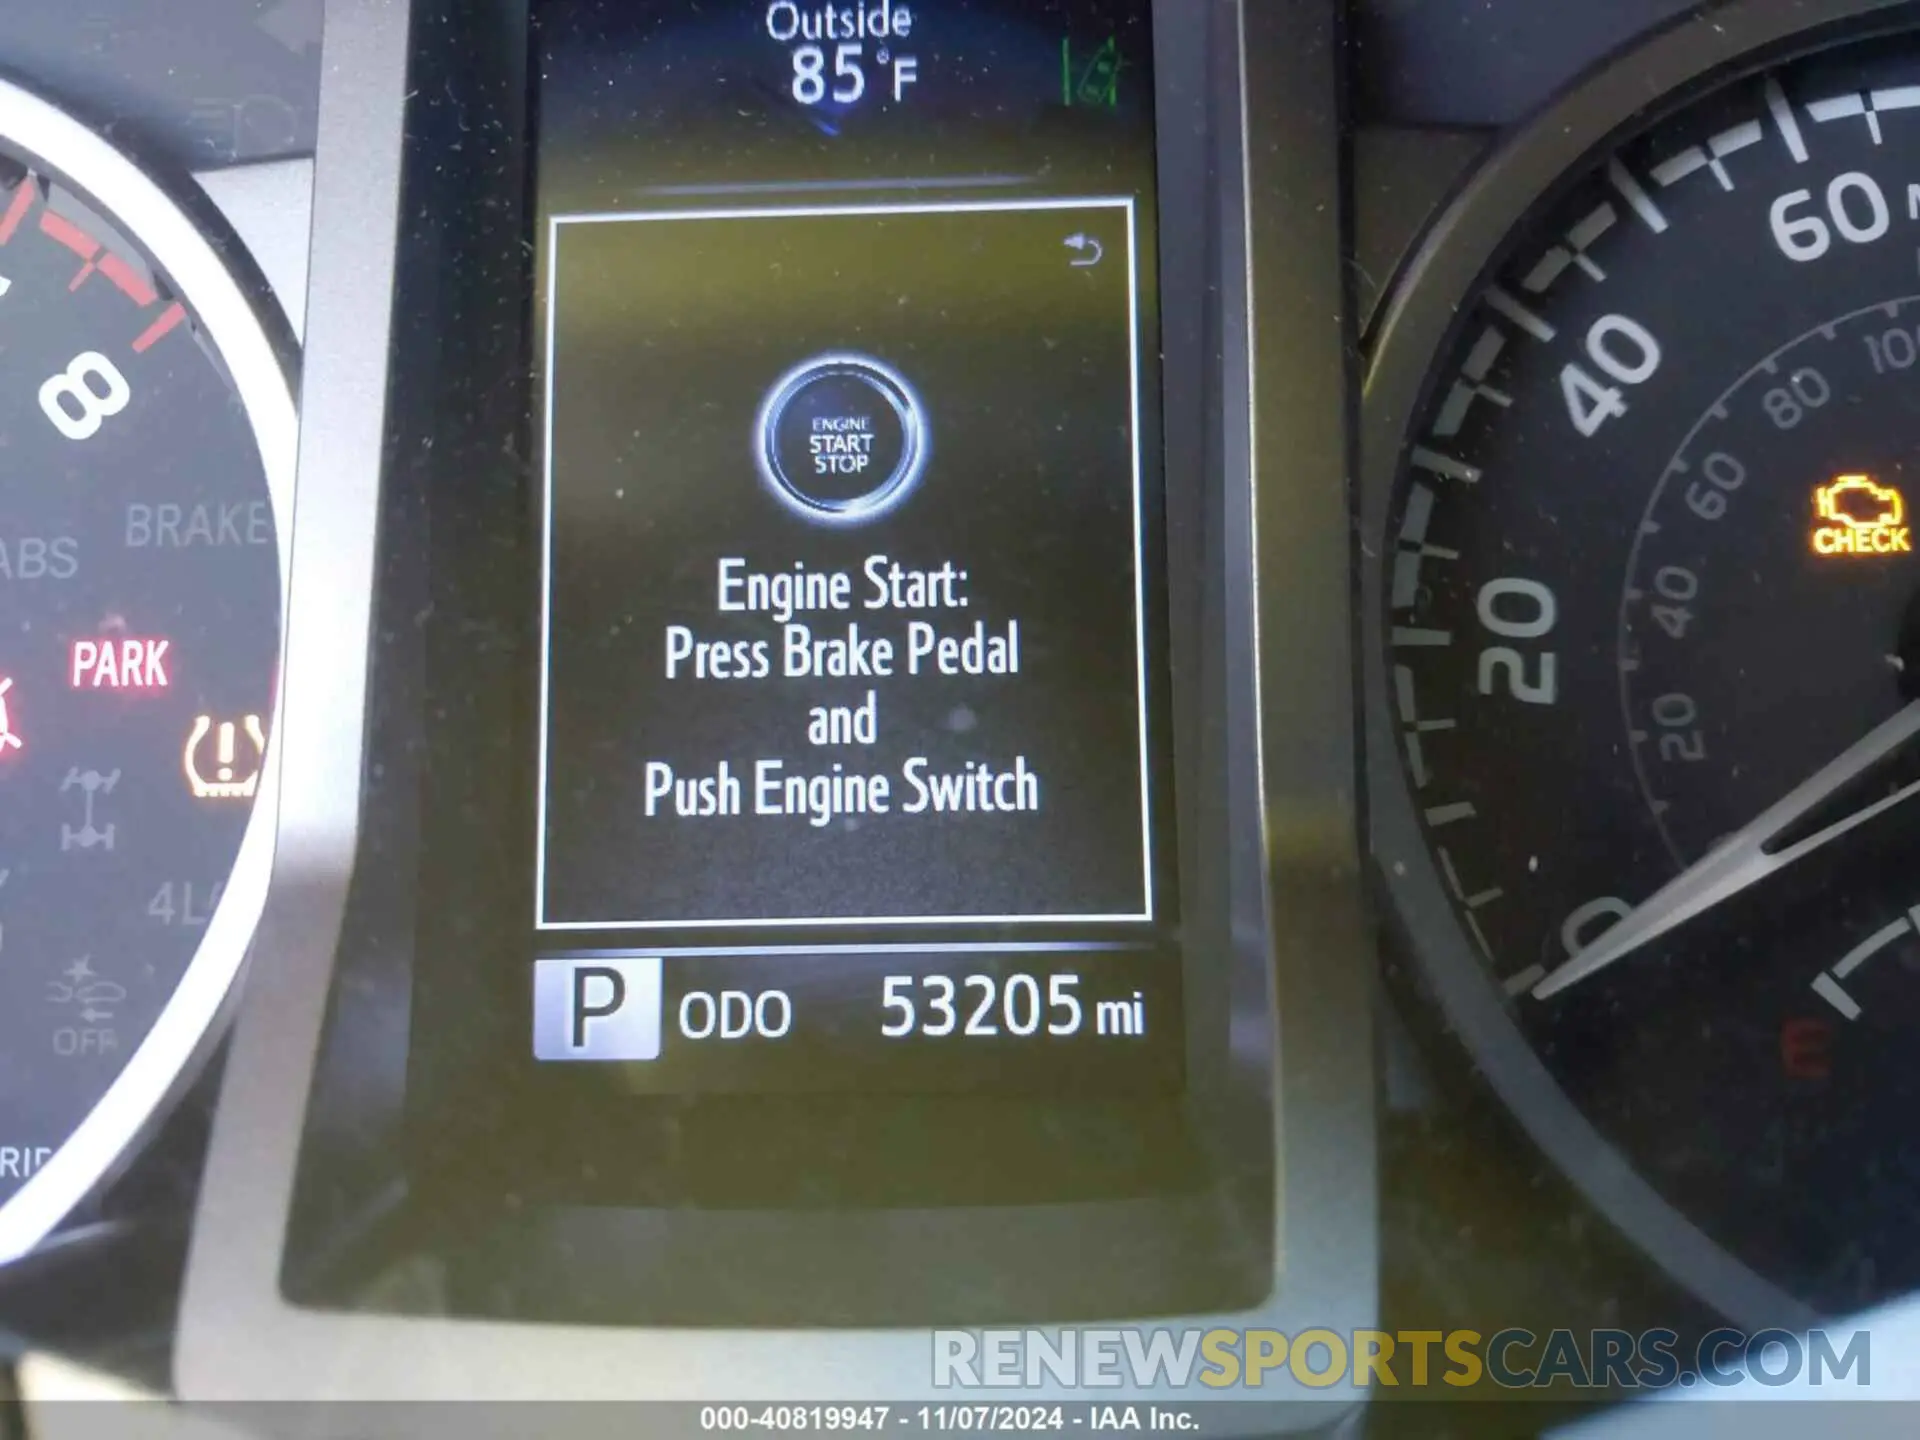 Outside
85°F
8
ABS
BRAKE
PARK
OFF
ENGINE
START
STOP
Engine Start:
Press Brake Pedal
and
Push Engine Switch
P ODO 53205 mi
60
40
20
0
100
80
60
40
20
CHECK
E
RENEWSPORTSCARS.COM
000-40819947 - 11/07/2024 - IAA Inc.